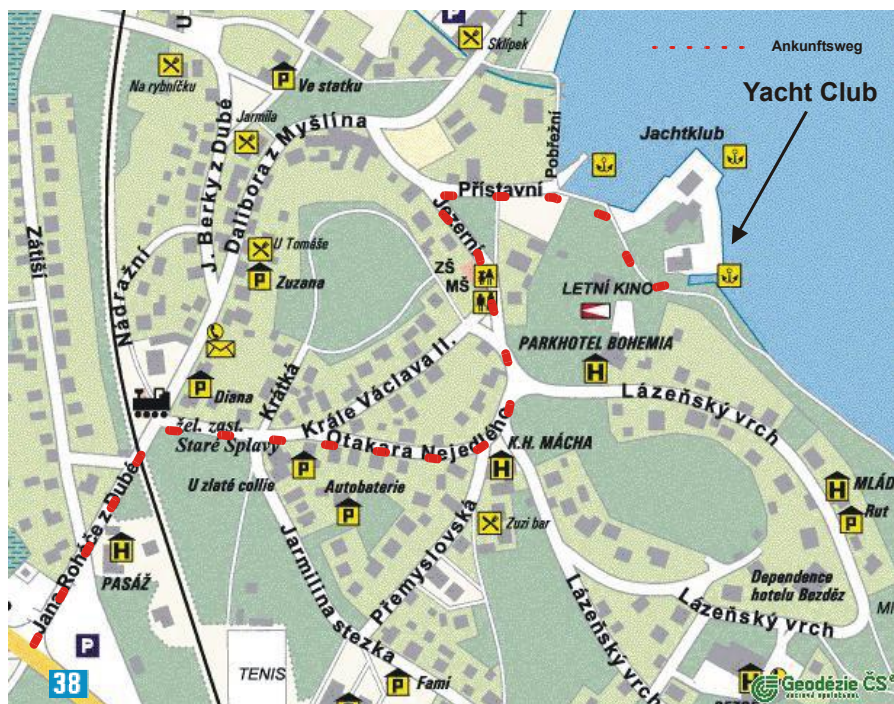 Ankunftsweg
Yacht Club
Sklípek
Na rybníčku
Ve statku
Jarmila
Jachtklub
Pobřežní
Přístavní
J. Berky z Dubé
Dalibora z Myšlína
Zátiší
Nádražní
U Tomáše
Zuzana
Jezerní
ZŠ
MŠ
LETNÍ KINO
PARKHOTEL BOHEMIA
Diana
Krátká
Krále Václava II.
Lázeňský vrch
žel. zast.
Staré Splavy
Otakara Nejedlého
K.H. MÁCHA
U zlaté collie
Autobaterie
MLÁD
Rut
Zuzi bar
Jana Roháče z Dubé
PASÁŽ
Přemyslovská
Jarmilina stezka
Dependence
hotelu Bezděz
Lázeňský vrch
Lázeňský vrch
38
TENIS
Fami
Geodézie ČS